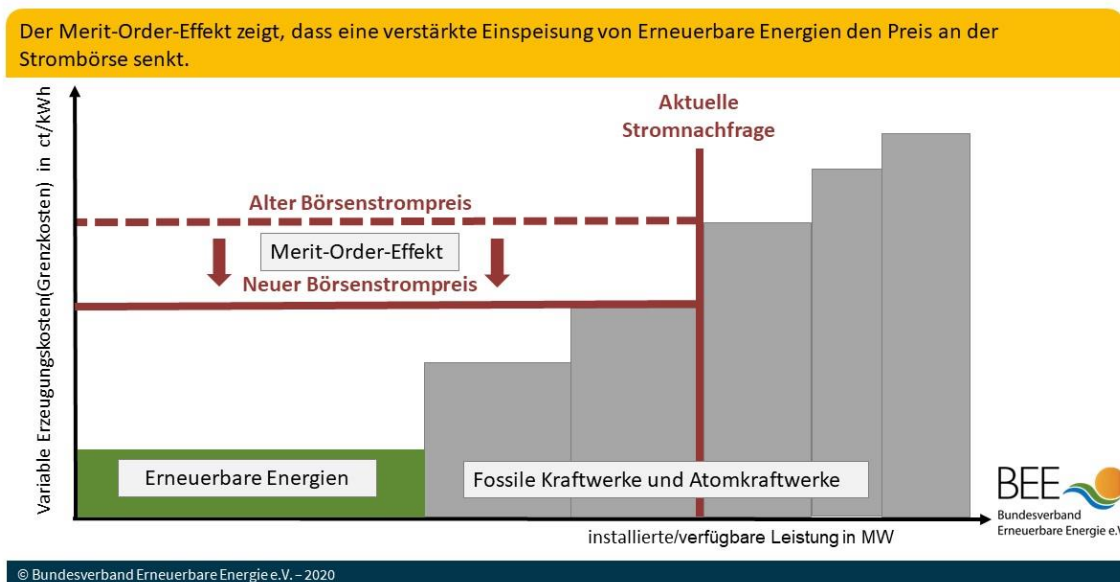 Der Merit-Order-Effekt zeigt, dass eine verstärkte Einspeisung von Erneuerbare Energien den Preis an der
Strombörse senkt.
Variable Erzeugungskosten(Grenzkosten) in ct/kWh
Aktuelle
Stromnachfrage
Alter Börsenstrompreis
Merit-Order-Effekt
Neuer Börsenstrompreis
Erneuerbare Energien
Fossile Kraftwerke und Atomkraftwerke
installierte/verfügbare Leistung in MW
BEE
Bundesverband
Erneuerbare Energie e.V.
© Bundesverband Erneuerbare Energie e.V. – 2020